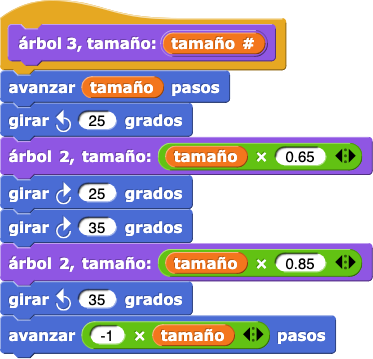 árbol 3, tamaño: tamaño #
avanzar tamaño pasos
girar ↺ 25 grados
árbol 2, tamaño: tamaño × 0.65
girar ↻ 25 grados
girar ↻ 35 grados
árbol 2, tamaño: tamaño × 0.85
girar ↺ 35 grados
avanzar -1 × tamaño pasos